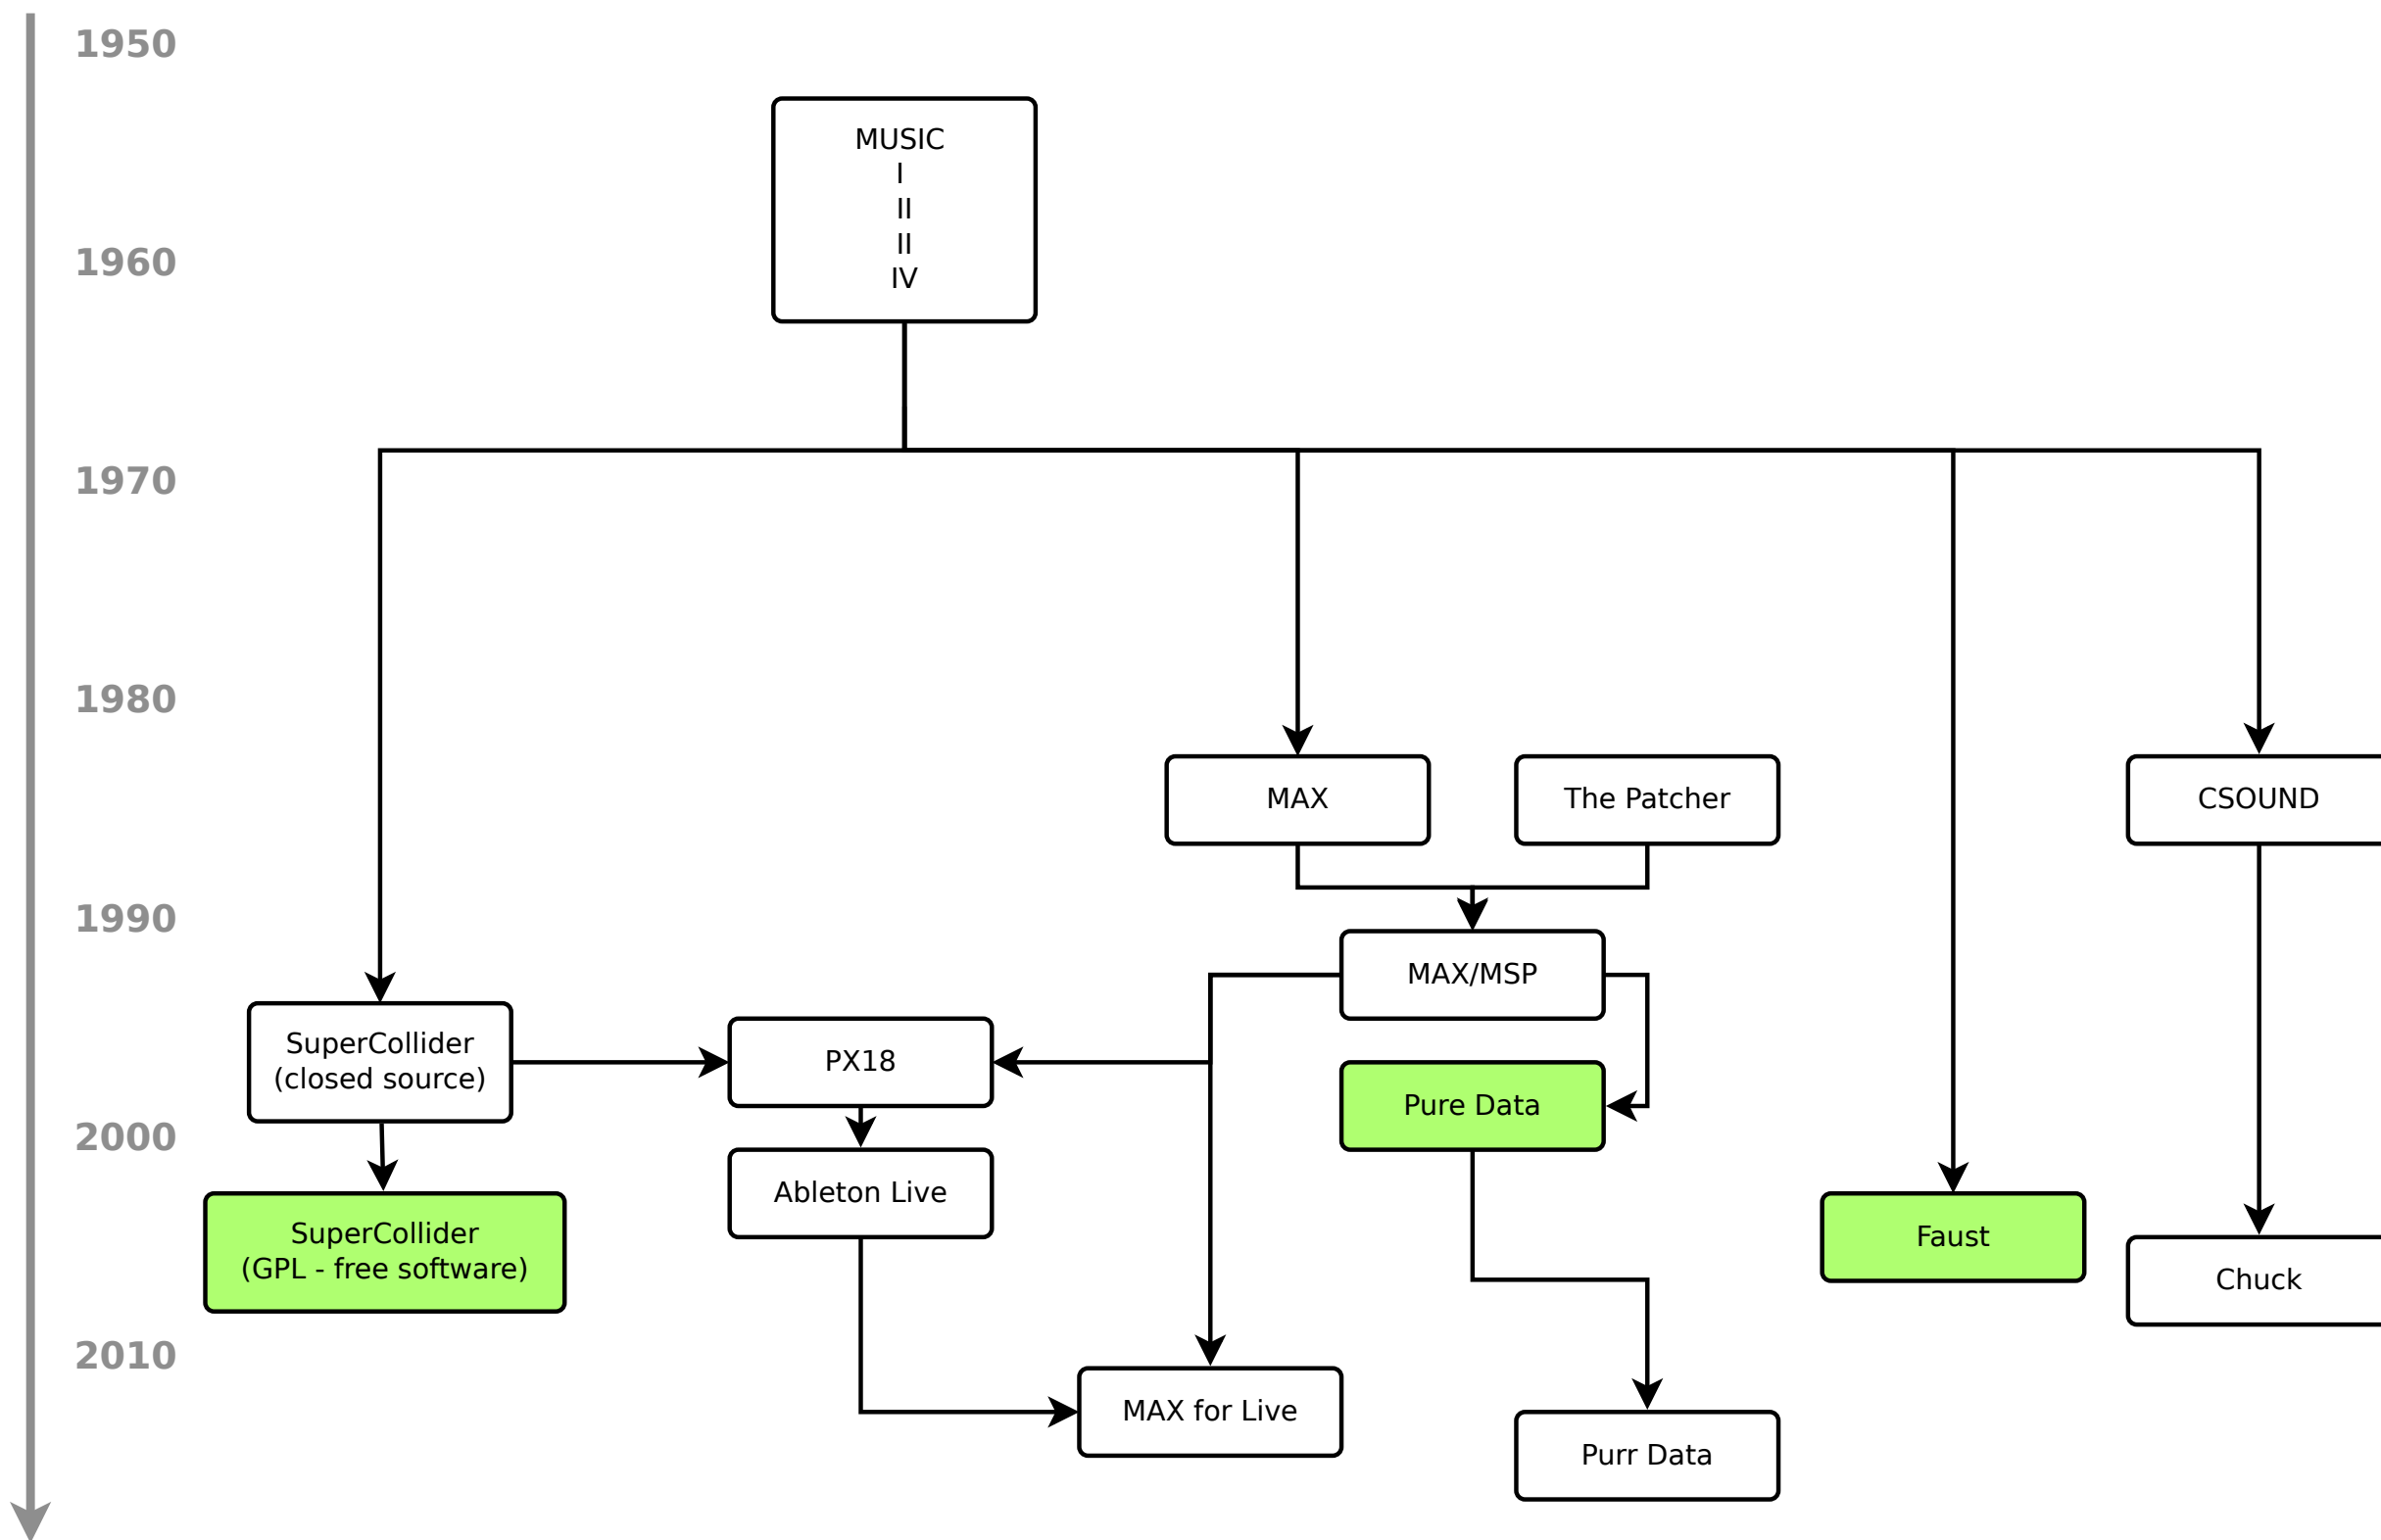 1950
MUSIC
I
II
II
IV
1960
1970
1980
MAX
The Patcher
CSOUND
1990
MAX/MSP
SuperCollider
(closed source)
PX18
Pure Data
2000
Ableton Live
SuperCollider
(GPL - free software)
Faust
Chuck
2010
MAX for Live
Purr Data